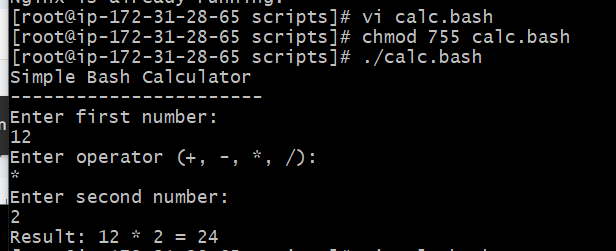 [root@ip-172-31-28-65 scripts]# vi calc.bash
[root@ip-172-31-28-65 scripts]# chmod 755 calc.bash
[root@ip-172-31-28-65 scripts]# ./calc.bash
Simple Bash Calculator
-----------------------
Enter first number:
12
Enter operator (+, -, *, /):
*
Enter second number:
2
Result: 12 * 2 = 24